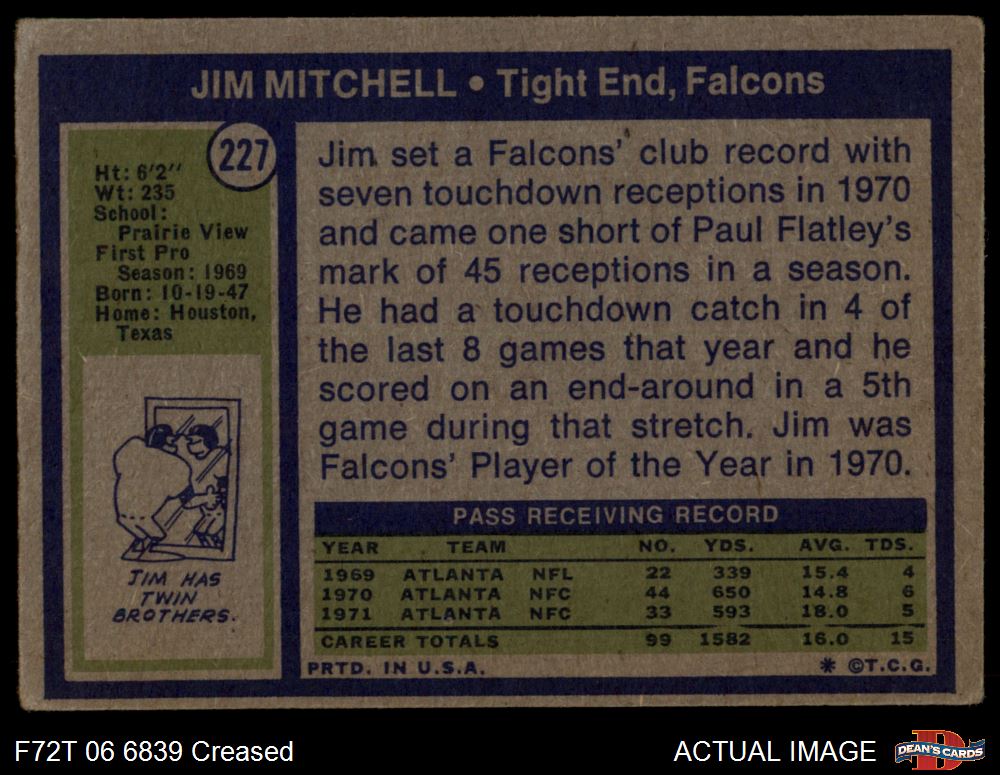 JIM MITCHELL • Tight End, Falcons
227
Ht: 6'2''
Wt: 235
School:
Prairie View
First Pro
Season: 1969
Born: 10-19-47
Home: Houston,
Texas
JIM HAS
TWIN
BROTHERS.
Jim set a Falcons' club record with
seven touchdown receptions in 1970
and came one short of Paul Flatley's
mark of 45 receptions in a season.
He had a touchdown catch in 4 of
the last 8 games that year and he
scored on an end-around in a 5th
game during that stretch. Jim was
Falcons' Player of the Year in 1970.
PASS RECEIVING RECORD
YEAR TEAM NO. YDS. AVG. TDS.
1969 ATLANTA NFL 22 339 15.4 4
1970 ATLANTA NFC 44 650 14.8 6
1971 ATLANTA NFC 33 593 18.0 5
CAREER TOTALS 99 1582 16.0 15
PRTD. IN U.S.A. * ©T.C.G.
F72T 06 6839 Creased
ACTUAL IMAGE
D
DEAN'S CARDS